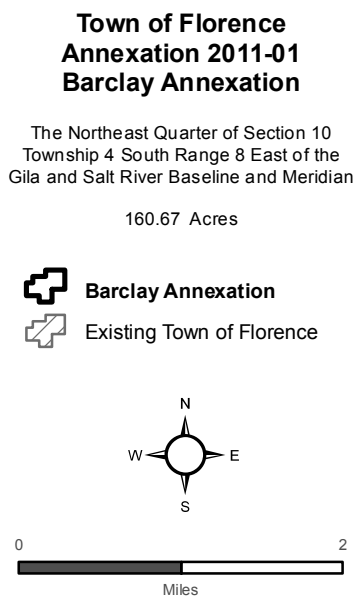 Town of Florence
Annexation 2011-01
Barclay Annexation
The Northeast Quarter of Section 10
Township 4 South Range 8 East of the
Gila and Salt River Baseline and Meridian
160.67 Acres
Barclay Annexation
Existing Town of Florence
N
W E
S
0 2
Miles